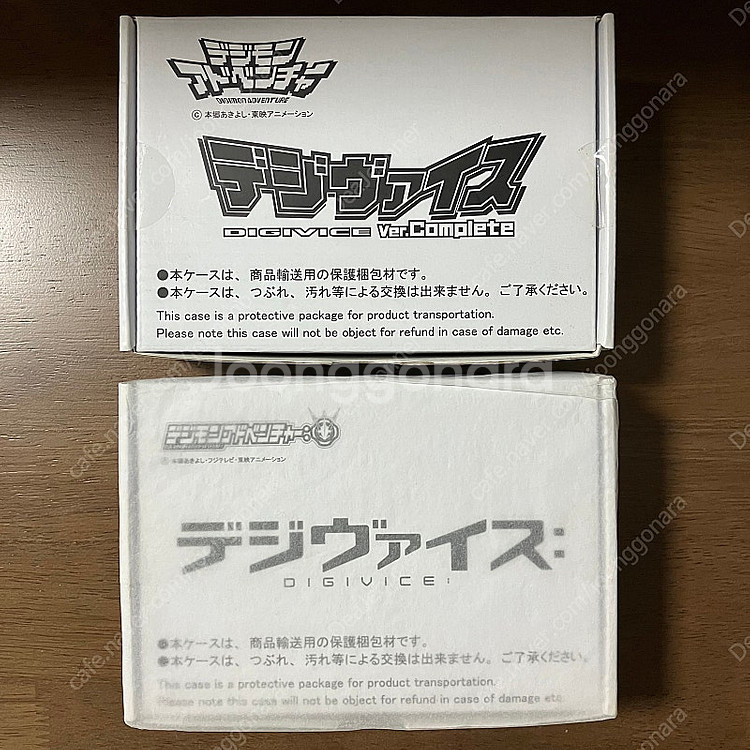 デジモン
アドベンチャー
DIGIMON ADVENTURE
© 本郷あきよし・東映アニメーション
デジヴァイス
DIGIVICE Ver.Complete
●本ケースは、商品輸送用の保護梱包材です。
●本ケースは、つぶれ、汚れ等による交換は出来ません。ご了承ください。
This case is a protective package for product transportation.
Please note this case will not be object for refund in case of damage etc.
Joonggonara
デジモンアドベンチャー:
© 本郷あきよし・フジテレビ・東映アニメーション
デジヴァイス:
DIGIVICE:
●本ケースは、商品輸送用の保護梱包材です。
●本ケースは、つぶれ、汚れ等による交換は出来ません。ご了承ください。
This case is a protective package for product transportation.
Please note this case will not be object for refund in case of damage etc.